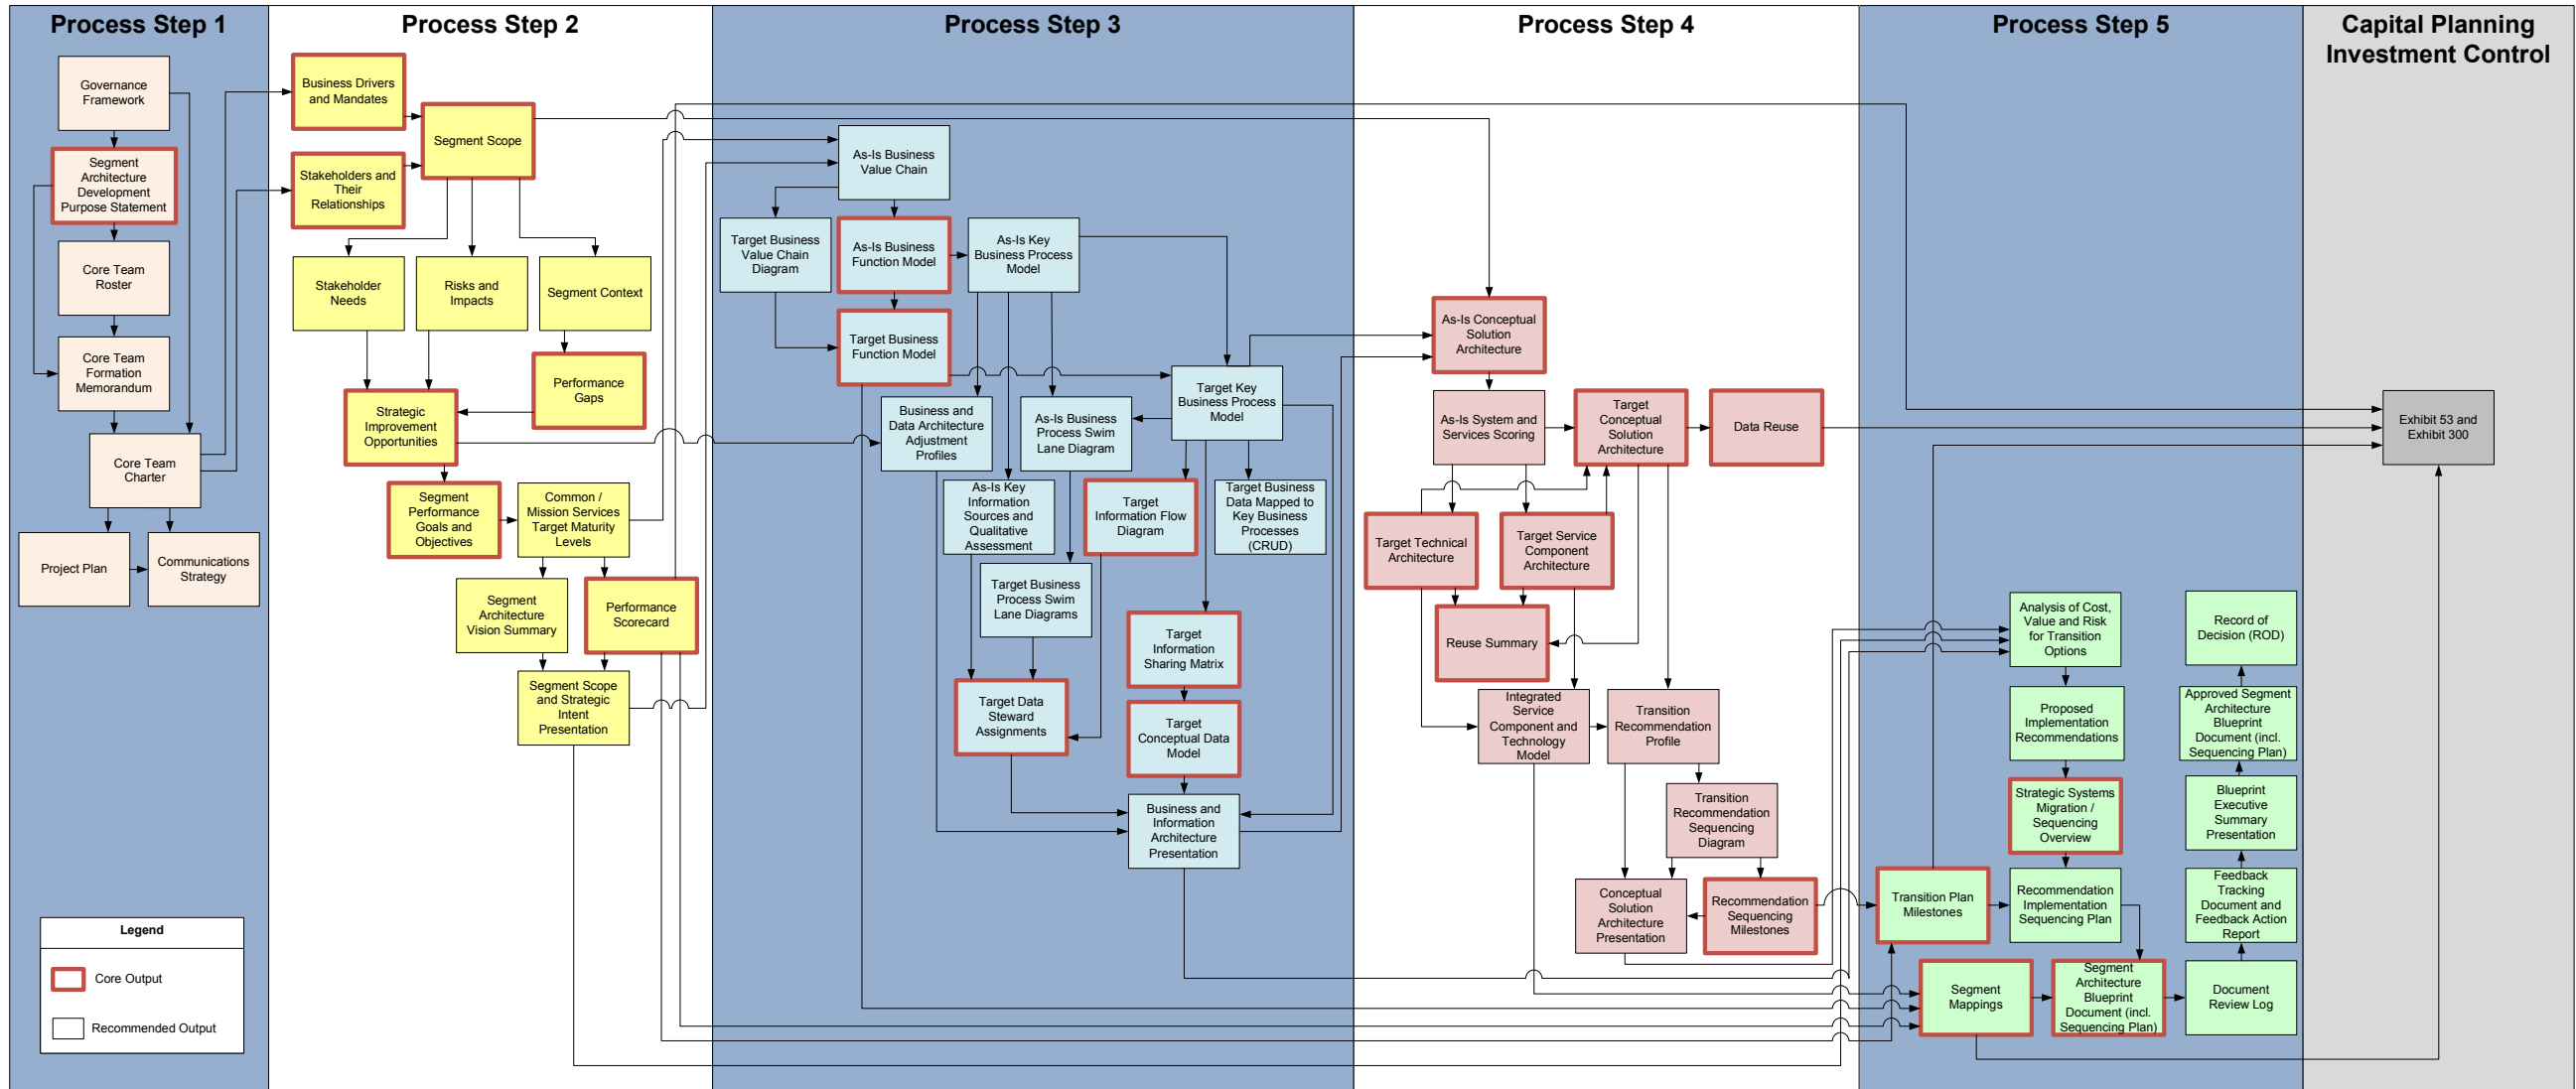 Process Step 1
Governance
Framework
Segment
Architecture
Development
Purpose Statement
Core Team
Roster
Core Team
Formation
Memorandum
Core Team
Charter
Project Plan
Communications
Strategy
Legend
Core Output
Recommended Output
Process Step 2
Business Drivers
and Mandates
Segment Scope
Stakeholders and
Their
Relationships
Stakeholder
Needs
Risks and
Impacts
Segment Context
Performance
Gaps
Strategic
Improvement
Opportunities
Segment
Performance
Goals and
Objectives
Common /
Mission Services
Target Maturity
Levels
Segment
Architecture
Vision Summary
Performance
Scorecard
Segment Scope
and Strategic
Intent
Presentation
Process Step 3
As-Is Business
Value Chain
Target Business
Value Chain
Diagram
As-Is Business
Function Model
As-Is Key
Business Process
Model
Target Business
Function Model
Target Key
Business Process
Model
Business and
Data Architecture
Adjustment
Profiles
As-Is Business
Process Swim
Lane Diagram
As-Is Key
Information
Sources and
Qualitative
Assessment
Target
Information Flow
Diagram
Target Business
Data Mapped to
Key Business
Processes
(CRUD)
Target Business
Process Swim
Lane Diagrams
Target
Information
Sharing Matrix
Target Data
Steward
Assignments
Target
Conceptual Data
Model
Business and
Information
Architecture
Presentation
Process Step 4
As-Is Conceptual
Solution
Architecture
As-Is System and
Services Scoring
Target
Conceptual
Solution
Architecture
Data Reuse
Target Technical
Architecture
Target Service
Component
Architecture
Reuse Summary
Integrated
Service
Component and
Technology
Model
Transition
Recommendation
Profile
Transition
Recommendation
Sequencing
Diagram
Conceptual
Solution
Architecture
Presentation
Recommendation
Sequencing
Milestones
Process Step 5
Analysis of Cost,
Value and Risk
for Transition
Options
Record of
Decision (ROD)
Proposed
Implementation
Recommendations
Approved Segment
Architecture
Blueprint
Document (incl.
Sequencing Plan)
Strategic Systems
Migration /
Sequencing
Overview
Blueprint
Executive
Summary
Presentation
Transition Plan
Milestones
Recommendation
Implementation
Sequencing Plan
Feedback
Tracking
Document and
Feedback Action
Report
Segment
Mappings
Segment
Architecture
Blueprint
Document (incl.
Sequencing Plan)
Document
Review Log
Capital Planning
Investment Control
Exhibit 53 and
Exhibit 300